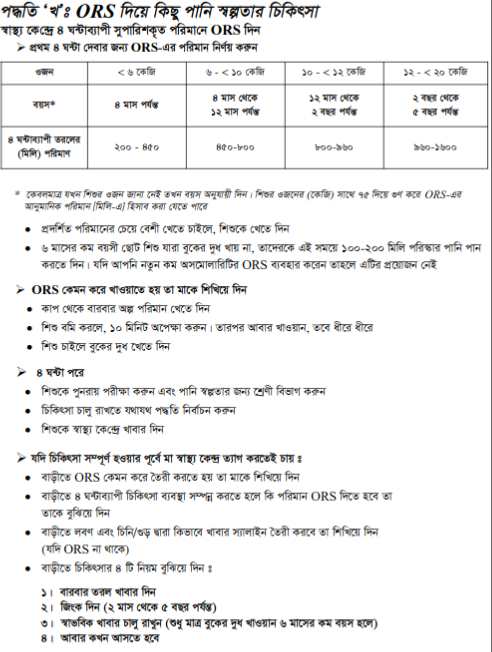 পদ্ধতি ‘খ’ঃ ORS দিয়ে কিছু পানি স্বল্পতার চিকিৎসা
স্বাস্থ্য কেন্দ্রে ৪ ঘন্টাব্যাপী সুপারিশকৃত পরিমানে ORS দিন
➢ প্রথম ৪ ঘন্টা দেবার জন্য ORS-এর পরিমান নির্ণয় করুন
ওজন < ৬ কেজি ৬ - < ১০ কেজি ১০ - < ১২ কেজি ১২ - < ২০ কেজি
বয়স* ৪ মাস পর্যন্ত ৪ মাস থেকে ১২ মাস পর্যন্ত ১২ মাস থেকে ২ বছর পর্যন্ত ২ বছর থেকে ৫ বছর পর্যন্ত
৪ ঘন্টাব্যাপী তরলের (মিলি) পরিমাণ ২০০ - ৪৫০ ৪৫০-৮০০ ৮০০-৯৬০ ৯৬০-১৬০০
* কেবলমাত্র যখন শিশুর ওজন জানা নেই তখন বয়স অনুযায়ী দিন। শিশুর ওজনের (কেজি) সাথে ৭৫ দিয়ে গুণ করে ORS-এর
আনুমানিক পরিমান [মিলি-এ] হিসাব করা যেতে পারে
● প্রদর্শিত পরিমানের চেয়ে বেশী খেতে চাইলে, শিশুকে খেতে দিন
● ৬ মাসের কম বয়সী ছোট শিশু যারা বুকের দুধ খায় না, তাদেরকে এই সময়ে ১০০-২০০ মিলি পরিস্কার পানি পান
করতে দিন। যদি আপনি নতুন কম অসমোলারিটির ORS ব্যবহার করেন তাহলে এটির প্রয়োজন নেই
➢ ORS কেমন করে খাওয়াতে হয় তা মাকে শিখিয়ে দিন
● কাপ থেকে বারবার অল্প পরিমান খেতে দিন
● শিশু বমি করলে, ১০ মিনিট অপেক্ষা করুন। তারপর আবার খাওয়ান, তবে ধীরে ধীরে
● শিশু চাইলে বুকের দুধ খেতে দিন
➢ ৪ ঘন্টা পরে
● শিশুকে পুনরায় পরীক্ষা করুন এবং পানি স্বল্পতার জন্য শ্রেণী বিভাগ করুন
● চিকিৎসা চালু রাখতে যথাযথ পদ্ধতি নির্বাচন করুন
● শিশুকে স্বাস্থ্য কেন্দ্রে খাবার দিন
➢ যদি চিকিৎসা সম্পূর্ণ হওয়ার পূর্বে মা স্বাস্থ্য কেন্দ্র ত্যাগ করতেই চায় ঃ
● বাড়ীতে ORS কেমন করে তৈরী করতে হয় তা মাকে শিখিয়ে দিন
● বাড়ীতে ৪ ঘন্টাব্যাপী চিকিৎসা ব্যবস্থা সম্পন্ন করতে হলে কি পরিমান ORS দিতে হবে তা
তাকে বুঝিয়ে দিন
● বাড়ীতে লবণ এবং চিনি/গুড় দ্বারা কিভাবে খাবার স্যালাইন তৈরী করবে তা শিখিয়ে দিন
(যদি ORS না থাকে)
● বাড়ীতে চিকিৎসার ৪ টি নিয়ম বুঝিয়ে দিন ঃ
১। বারবার তরল খাবার দিন
২। জিংক দিন (২ মাস থেকে ৫ বছর পর্যন্ত)
৩। স্বাভবিক খাবার চালু রাখুন (শুধু মাত্র বুকের দুধ খাওয়ান ৬ মাসের কম বয়স হলে)
৪। আবার কখন আসতে হবে